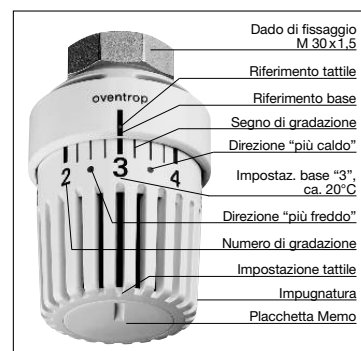 Dado di fissaggio
M 30 x 1,5
Riferimento tattile
oventrop
Riferimento base
Segno di gradazione
Direzione “più caldo”
2 3 4
Impostaz. base “3”,
ca. 20°C
Direzione “più freddo”
Numero di gradazione
Impostazione tattile
Impugnatura
Placchetta Memo